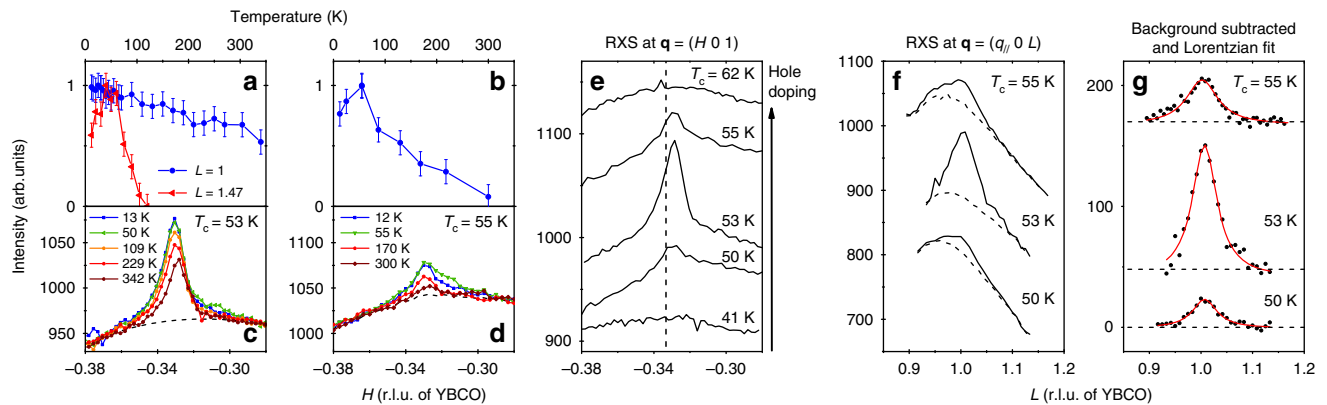 Temperature (K)
0 100 200 300 0 100 200 300
RXS at q = (H 0 1)
RXS at q = (q// 0 L)
Background subtracted
and Lorentzian fit
Intensity (arb.units)
1
0
a
L = 1
L = 1.47
1
0
b
1050
1000
950
13 K
50 K
109 K
229 K
342 K
Tc = 53 K
c
1100
1050
1000
12 K
55 K
170 K
300 K
Tc = 55 K
d
1100
1000
900
e
Tc = 62 K
55 K
53 K
50 K
41 K
Hole
doping
1100
1000
900
800
700
f
Tc = 55 K
53 K
50 K
200
100
0
g
Tc = 55 K
53 K
50 K
–0.38 –0.34 –0.30 –0.38 –0.34 –0.30 –0.38 –0.34 –0.30 0.9 1.0 1.1 1.2 0.9 1.0 1.1 1.2
H (r.l.u. of YBCO)
L (r.l.u. of YBCO)